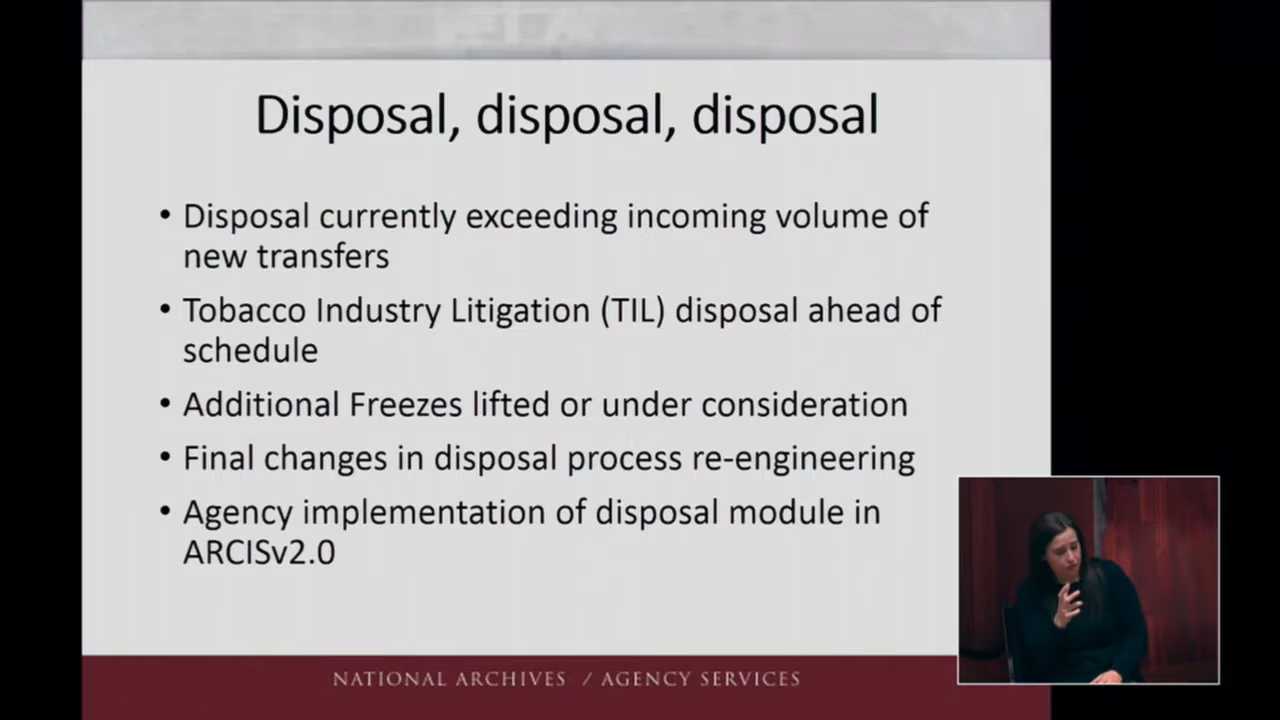 Disposal, disposal, disposal
• Disposal currently exceeding incoming volume of
new transfers
• Tobacco Industry Litigation (TIL) disposal ahead of
schedule
• Additional Freezes lifted or under consideration
• Final changes in disposal process re-engineering
• Agency implementation of disposal module in
ARCISv2.0
NATIONAL ARCHIVES / AGENCY SERVICES